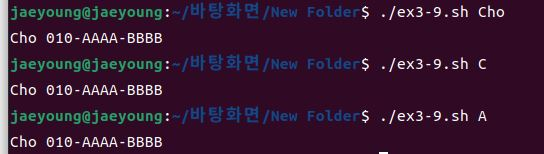 jaeyoung@jaeyoung:~/바탕화면/New Folder$ ./ex3-9.sh Cho
Cho 010-AAAA-BBBB
jaeyoung@jaeyoung:~/바탕화면/New Folder$ ./ex3-9.sh C
Cho 010-AAAA-BBBB
jaeyoung@jaeyoung:~/바탕화면/New Folder$ ./ex3-9.sh A
Cho 010-AAAA-BBBB